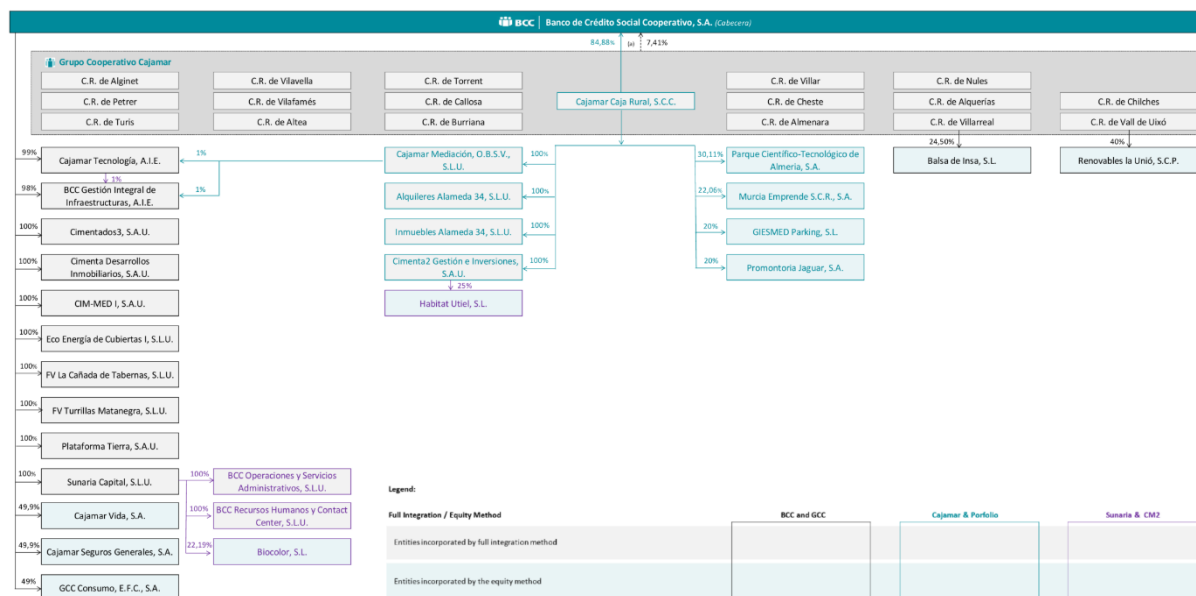 BCC | Banco de Crédito Social Cooperativo, S.A. (Cabecera)
84,88% (a) 7,41%
Grupo Cooperativo Cajamar
C.R. de Alginet
C.R. de Vilavella
C.R. de Torrent
C.R. de Villar
C.R. de Nules
C.R. de Petrer
C.R. de Vilafamés
C.R. de Callosa
Cajamar Caja Rural, S.C.C.
C.R. de Cheste
C.R. de Alquerías
C.R. de Chilches
C.R. de Turis
C.R. de Altea
C.R. de Burriana
C.R. de Almenara
C.R. de Villarreal
C.R. de Vall de Uixó
24,50%
40%
99%
Cajamar Tecnología, A.I.E.
1%
Cajamar Mediación, O.B.S.V.,
S.L.U.
100%
30,11%
Parque Científico-Tecnológico de
Almería, S.A.
Balsa de Insa, S.L.
Renovables la Unió, S.C.P.
1%
98%
BCC Gestión Integral de
Infraestructuras, A.I.E.
1%
Alquileres Alameda 34, S.L.U.
100%
22,06%
Murcia Emprende S.C.R., S.A.
100%
Cimentados3, S.A.U.
Inmuebles Alameda 34, S.L.U.
100%
20%
GIESMED Parking, S.L.
100%
Cimenta Desarrollos
Inmobiliarios, S.A.U.
Cimenta2 Gestión e Inversiones,
S.A.U.
100%
20%
Promontoria Jaguar, S.A.
25%
100%
CIM-MED I, S.A.U.
Habitat Utiel, S.L.
100%
Eco Energía de Cubiertas I, S.L.U.
100%
FV La Cañada de Tabernas, S.L.U.
100%
FV Turrillas Matanegra, S.L.U.
100%
Plataforma Tierra, S.A.U.
100%
Sunaria Capital, S.L.U.
100%
BCC Operaciones y Servicios
Administrativos, S.L.U.
Legend:
49,9%
Cajamar Vida, S.A.
100%
BCC Recursos Humanos y Contact
Center, S.L.U.
Full Integration / Equity Method
BCC and GCC
Cajamar & Porfolio
Sunaria & CM2
49,9%
Cajamar Seguros Generales, S.A.
22,19%
Biocolor, S.L.
Entities incorporated by full integration method
49%
GCC Consumo, E.F.C., S.A.
Entities incorporated by the equity method